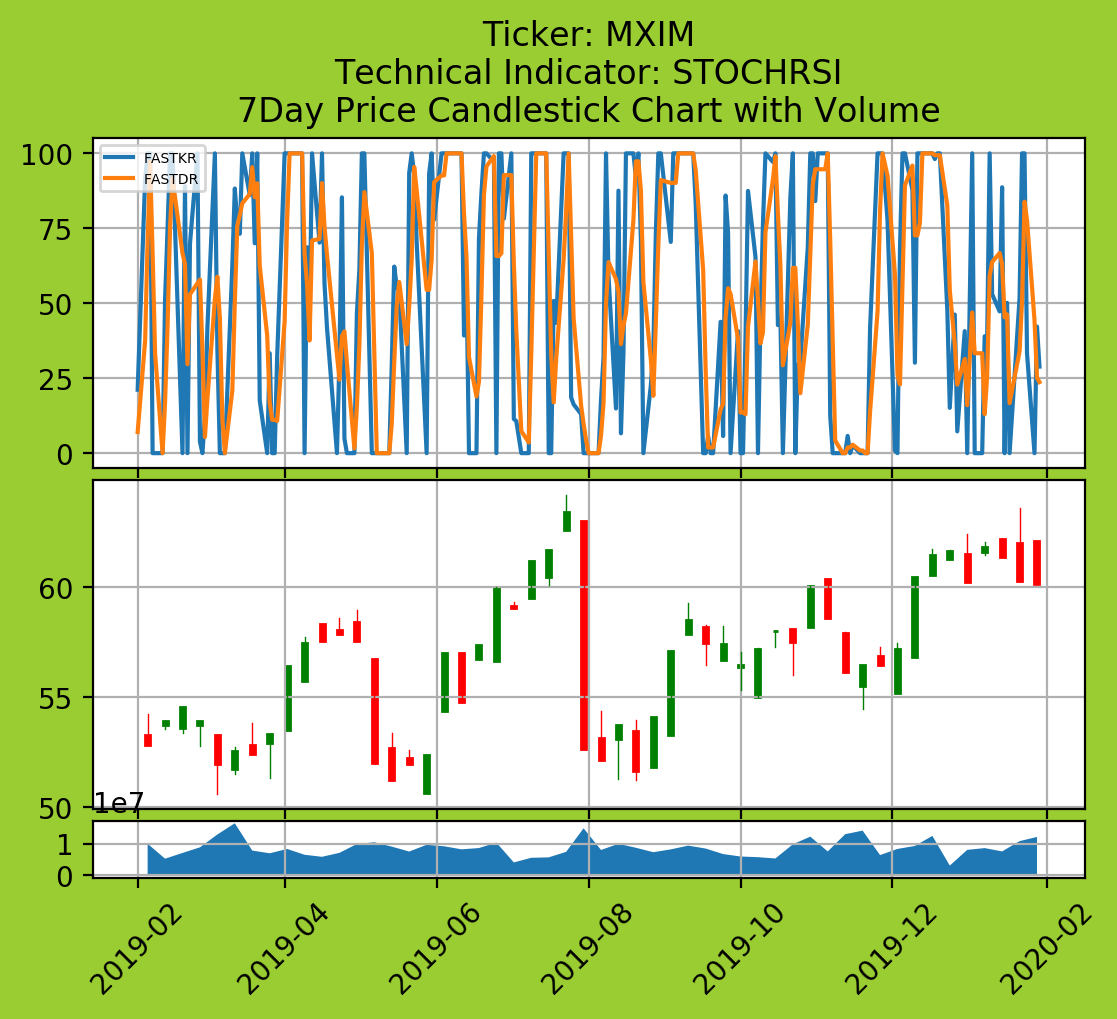 Ticker: MXIM
Technical Indicator: STOCHRSI
7Day Price Candlestick Chart with Volume
FASTKR
FASTDR
100
75
50
25
0
60
55
50
1e7
1
0
2019-02
2019-04
2019-06
2019-08
2019-10
2019-12
2020-02